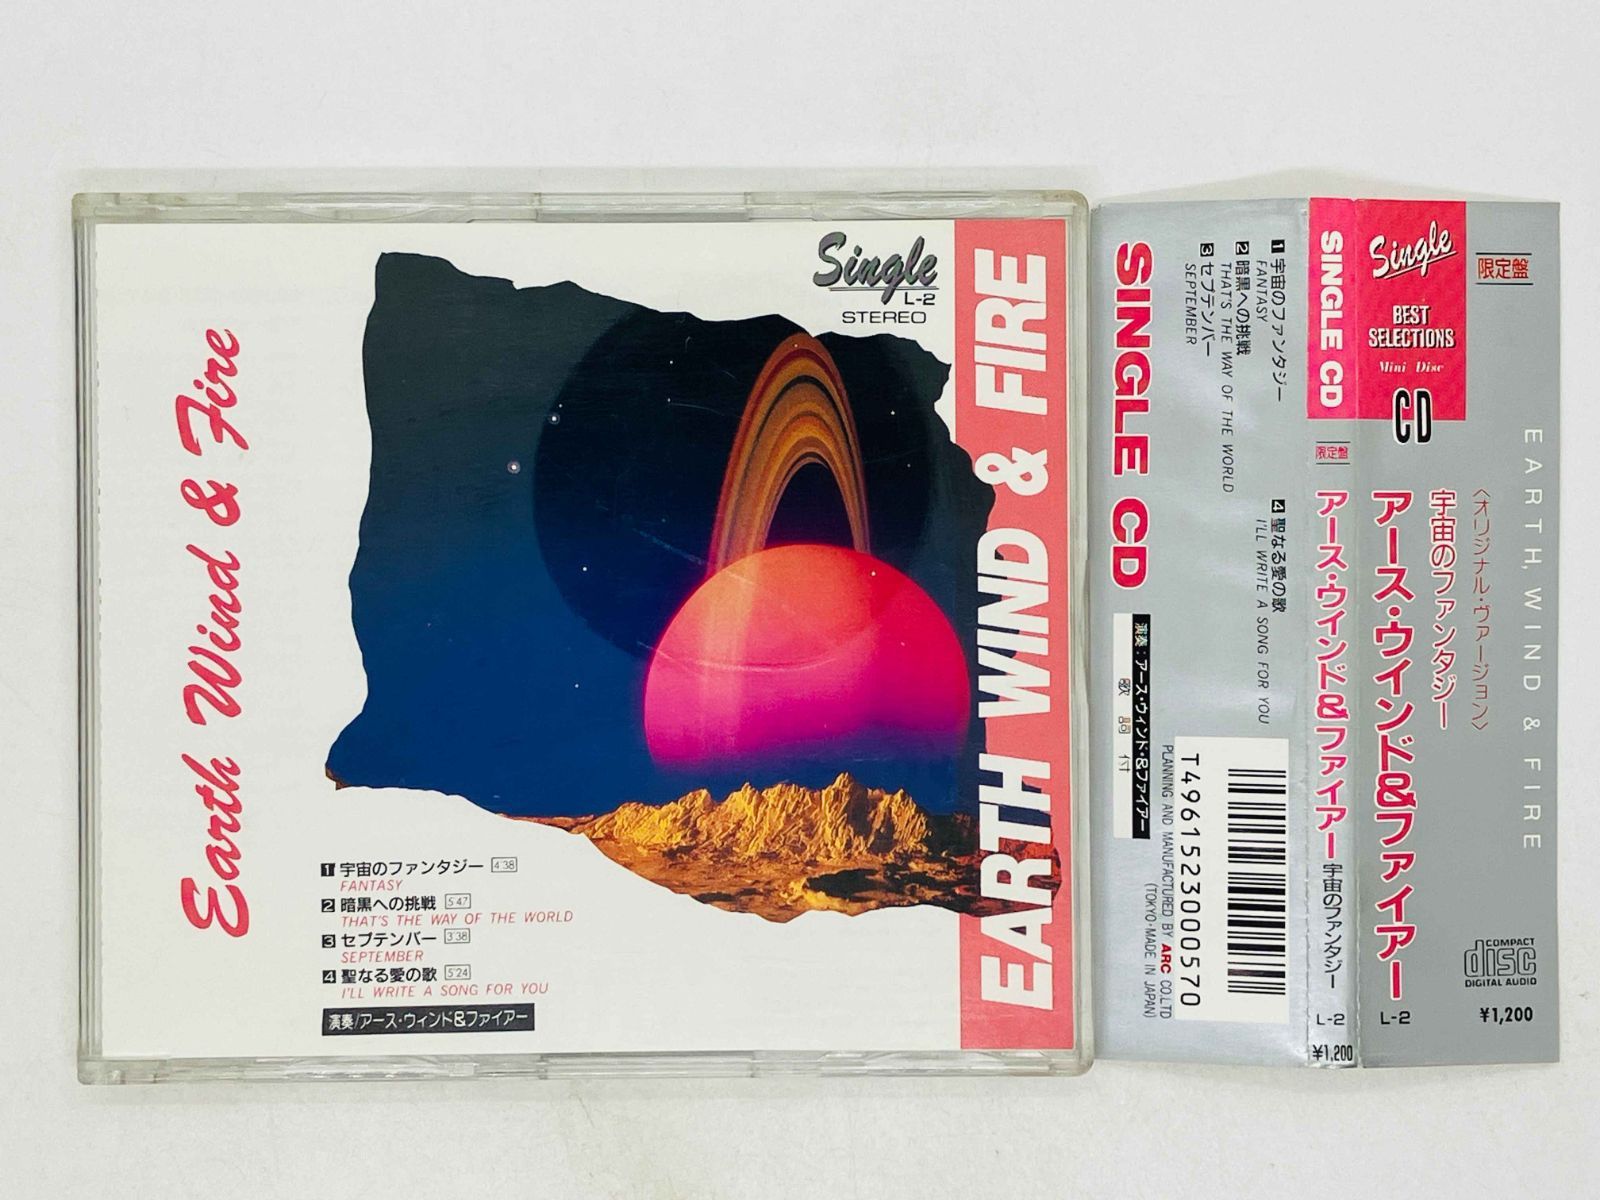 Earth Wind & Fire
Single
L-2
STEREO
EARTH WIND & FIRE
1 宇宙のファンタジー 4:38
FANTASY
2 暗黒への挑戦 5:47
THAT'S THE WAY OF THE WORLD
3 セプテンバー 3:38
SEPTEMBER
4 聖なる愛の歌 5:24
I'LL WRITE A SONG FOR YOU
演奏/アース・ウィンド&ファイアー
1 宇宙のファンタジー
FANTASY
2 暗黒への挑戦
THAT'S THE WAY OF THE WORLD
3 セプテンバー
SEPTEMBER
4 聖なる愛の歌
I'LL WRITE A SONG FOR YOU
SINGLE CD
演奏:アース・ウィンド・&ファイアー
歌詞付
T4961523000570
PLANNING AND MANUFACTURED BY ARC CO.LTD
(TOKYO・MADE IN JAPAN)
SINGLE CD
限定盤
アース・ウインド&ファイアー
宇宙のファンタジー
L-2
¥1,200
Single
BEST
SELECTIONS
Mini Disc
CD
限定盤
EARTH, WIND & FIRE
〈オリジナル・ヴァージョン〉
宇宙のファンタジー
アース・ウインド&ファイアー
L-2
COMPACT
disc
DIGITAL AUDIO
¥1,200